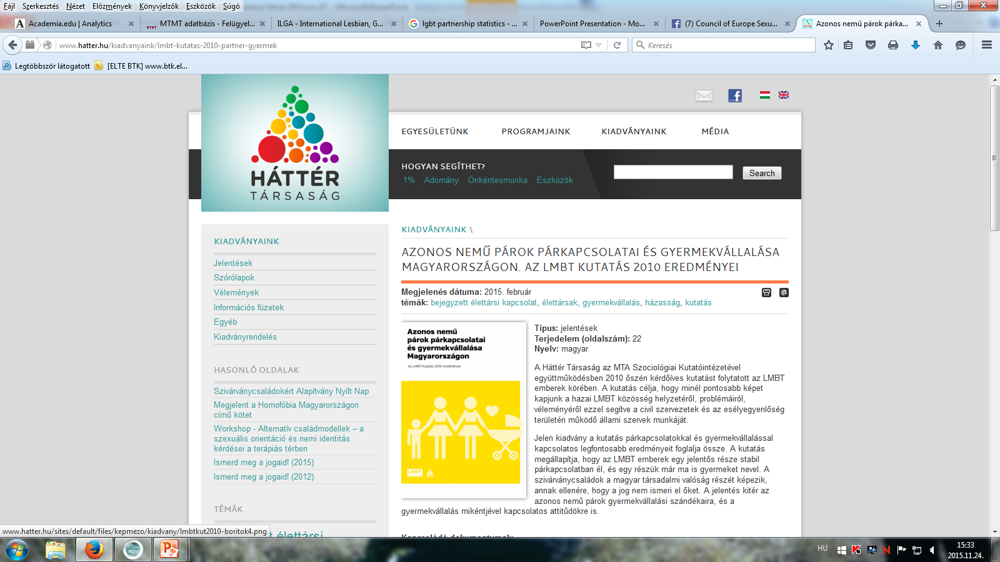 Fájl Szerkesztés Nézet Előzmények Könyvjelzők Eszközök Súgó
Academia.edu | Analytics
MTMT adatbázis - Felügyel...
ILGA - International Lesbian, G...
lgbt partnership statistics - ...
PowerPoint Presentation - Mo...
(7) Council of Europe Sexu...
Azonos nemű párok párka...
www.hatter.hu/kiadvanyaink/lmbt-kutatas-2010-partner-gyermek
Keresés
Legtöbbször látogatott
[ELTE BTK] www.btk.el...
HÁTTÉR
TÁRSASÁG
EGYESÜLETÜNK
PROGRAMJAINK
KIADVÁNYAINK
MÉDIA
HOGYAN SEGÍTHET?
1% Adomány Önkéntesmunka Eszközök
Search
KIADVÁNYAINK
Jelentések
Szórólapok
Vélemények
Információs füzetek
Egyéb
Kiadványrendelés
HASONLÓ OLDALAK
Szivárványcsaládokért Alapítvány Nyílt Nap
Megjelent a Homofóbia Magyarországon
című kötet
Workshop - Alternatív családmodellek – a
szexuális orientáció és nemi identitás
kérdései a terápiás térben
Ismerd meg a jogaid! (2015)
Ismerd meg a jogaid! (2012)
TÉMÁK
t élettársi
KIADVÁNYAINK \
AZONOS NEMŰ PÁROK PÁRKAPCSOLATAI ÉS GYERMEKVÁLLALÁSA
MAGYARORSZÁGON. AZ LMBT KUTATÁS 2010 EREDMÉNYEI
Megjelenés dátuma: 2015. február
témák: bejegyzett élettársi kapcsolat, élettársak, gyermekvállalás, házasság, kutatás
Azonos nemű
párok párkapcsolatai
és gyermekvállalása
Magyarországon
Az LMBT Kutatás 2010 eredményei
LMBT
Típus: jelentések
Terjedelem (oldalszám): 22
Nyelv: magyar
A Háttér Társaság az MTA Szociológiai Kutatóintézetével
együttműködésben 2010 őszén kérdőíves kutatást folytatott az LMBT
emberek körében. A kutatás célja, hogy minél pontosabb képet
kapjunk a hazai LMBT közösség helyzetéről, problémáiról,
véleményéről ezzel segítve a civil szervezetek és az esélyegyenlőség
területén működő állami szervek munkáját.
Jelen kiadvány a kutatás párkapcsolatokkal és gyermekvállalással
kapcsolatos legfontosabb eredményeit foglalja össze. A kutatás
megállapítja, hogy az LMBT emberek egy jelentős része stabil
párkapcsolatban él, és egy részük már ma is gyermeket nevel. A
szivárványcsaládok a magyar társadalmi valóság részét képezik,
annak ellenére, hogy a jog nem ismeri el őket. A jelentés kitér az
azonos nemű párok gyermekvállalási szándékaira, és a
gyermekvállalás mikéntjével kapcsolatos attitűdökre is.
Kapcsolódó dokumentumok:
www.hatter.hu/sites/default/files/kepmezo/kiadvany/lmbtkut2010-boritok4.png
HU
15:33
2015.11.24.